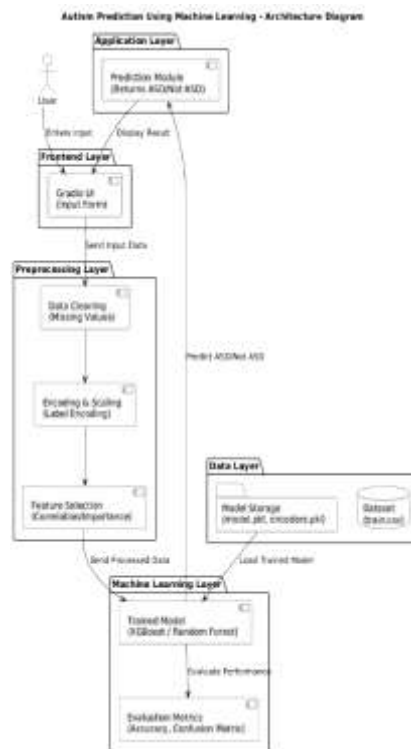 Autism Prediction Using Machine Learning - Architecture Diagram
Application Layer
Prediction Module
(Returns ASD/Not ASD)
User
Enters Input
Display Result
Frontend Layer
Gradio UI
(Input Form)
Send Input Data
Preprocessing Layer
Data Cleaning
(Missing Values)
Predict ASD/Not ASD
Encoding & Scaling
(Label Encoding)
Data Layer
Feature Selection
(Correlation/Importance)
Model Storage
(model.pkl, encoders.pkl)
Dataset
(train.csv)
Send Processed Data
Load Trained Model
Machine Learning Layer
Trained Model
(XGBoost / Random Forest)
Evaluate Performance
Evaluation Metrics
(Accuracy, Confusion Matrix)